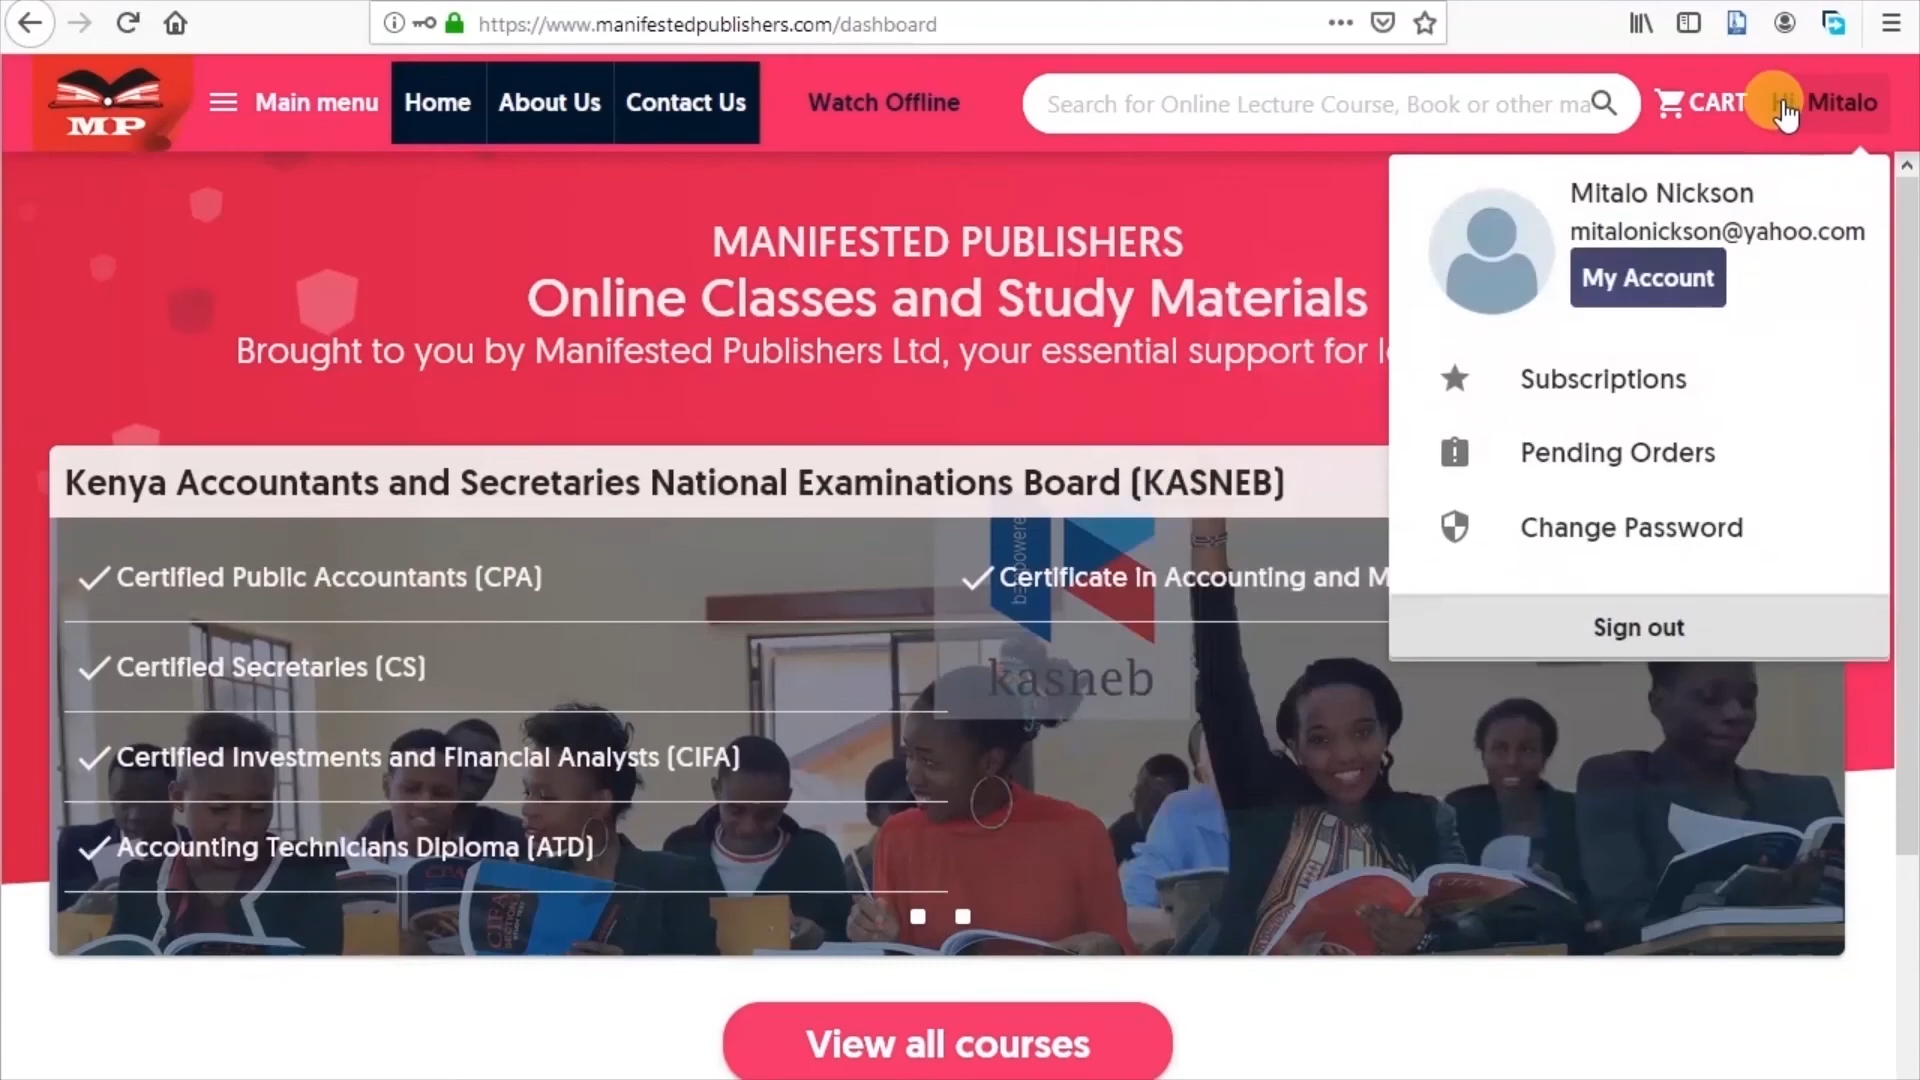 https://www.manifestedpublishers.com/dashboard
MP
Main menu
Home
About Us
Contact Us
Watch Offline
Search for Online Lecture Course, Book or other ma
CART
Mitalo
Mitalo Nickson
mitalonickson@yahoo.com
My Account
Subscriptions
Pending Orders
Change Password
Sign out
MANIFESTED PUBLISHERS
Online Classes and Study Materials
Brought to you by Manifested Publishers Ltd, your essential support for l
Kenya Accountants and Secretaries National Examinations Board (KASNEB)
Certified Public Accountants (CPA)
Certificate in Accounting and M
Certified Secretaries (CS)
kasneb
Certified Investments and Financial Analysts (CIFA)
Accounting Technicians Diploma (ATD)
CPA
CIFA
View all courses